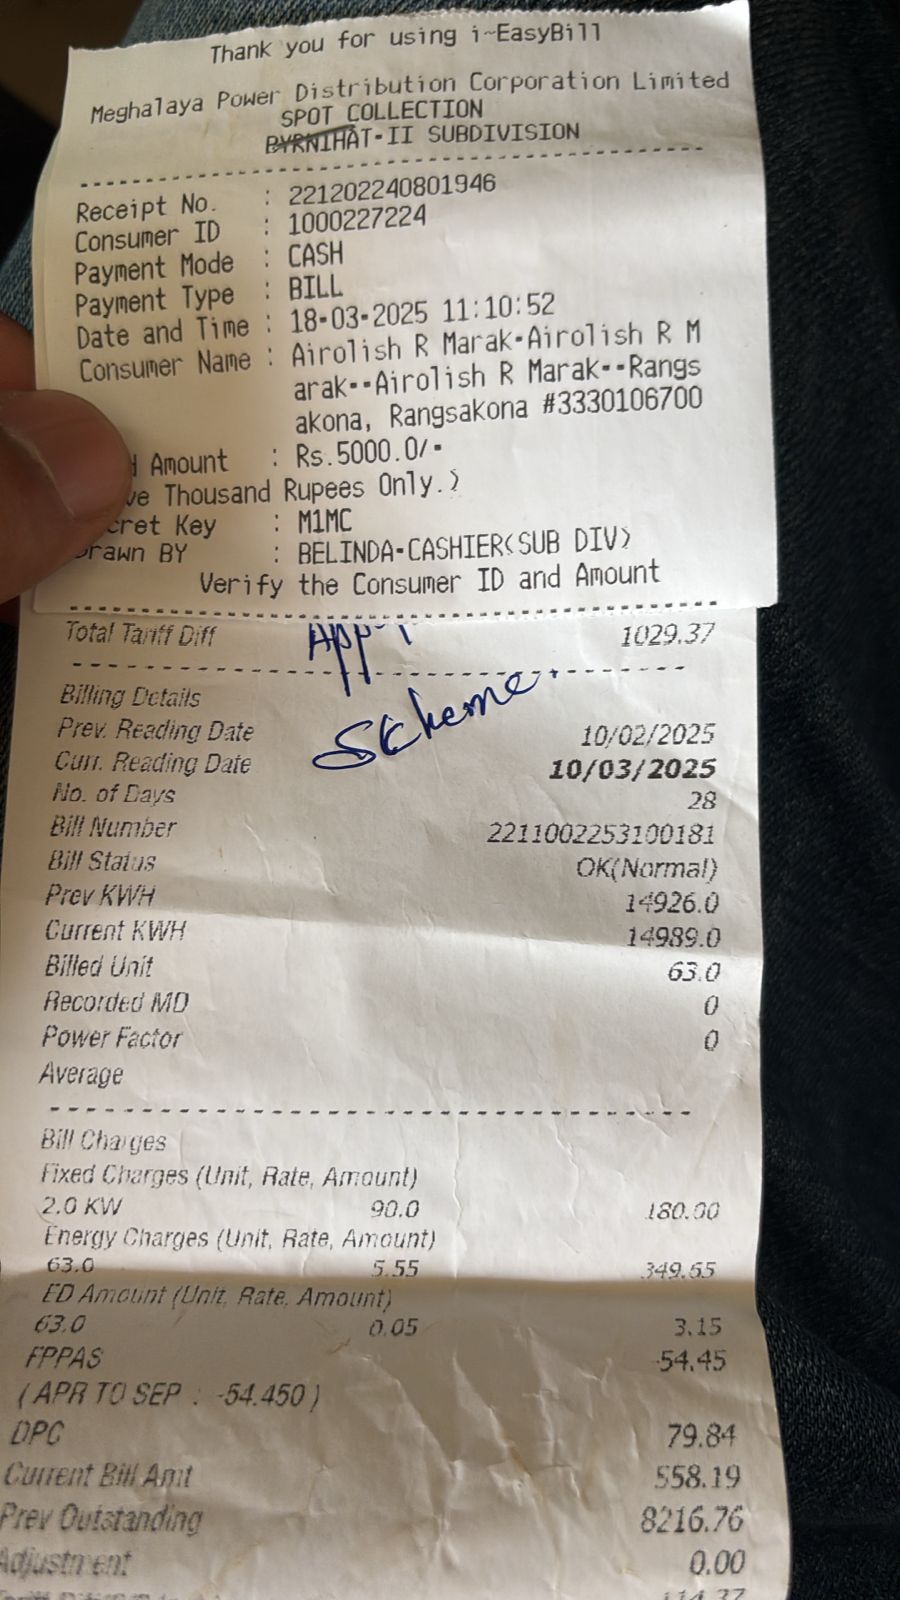 Thank you for using i-EasyBill
Meghalaya Power Distribution Corporation Limited
SPOT COLLECTION
BYRNIHAT-II SUBDIVISION
Receipt No. : 221202240801946
Consumer ID : 1000227224
Payment Mode : CASH
Payment Type : BILL
Date and Time : 18-03-2025 11:10:52
Consumer Name : Airolish R Marak-Airolish R M
arak--Airolish R Marak--Rangs
akona, Rangsakona #3330106700
Amount : Rs.5000.0/-
Thousand Rupees Only.)
Key : M1MC
Drawn BY : BELINDA-CASHIER(SUB DIV)
Verify the Consumer ID and Amount
Total Tariff Diff 1029.37
Scheme.
Billing Details
Prev. Reading Date 10/02/2025
Curr. Reading Date 10/03/2025
No. of Days 28
Bill Number 2211002253100181
Bill Status OK(Normal)
Prev KWH 14926.0
Current KWH 14989.0
Billed Unit 63.0
Recorded MD 0
Power Factor 0
Average
Bill Charges
Fixed Charges (Unit, Rate, Amount)
2.0 KW 90.0 180.00
Energy Charges (Unit, Rate, Amount)
63.0 5.55 349.65
ED Amount (Unit, Rate, Amount)
63.0 0.05 3.15
FPPAS -54.45
( APR TO SEP : -54.450 )
DPC 79.84
Current Bill Amt 558.19
Prev Outstanding 8216.76
Adjustment 0.00